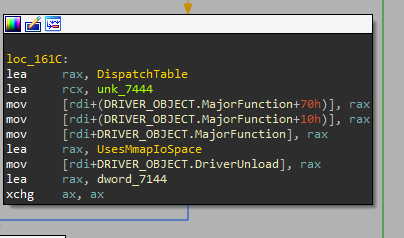 loc_161C:
lea rax, DispatchTable
lea rcx, unk_7444
mov [rdi+(DRIVER_OBJECT.MajorFunction+70h)], rax
mov [rdi+(DRIVER_OBJECT.MajorFunction+10h)], rax
mov [rdi+DRIVER_OBJECT.MajorFunction], rax
lea rax, UsesMmapIoSpace
mov [rdi+DRIVER_OBJECT.DriverUnload], rax
lea rax, dword_7144
xchg ax, ax